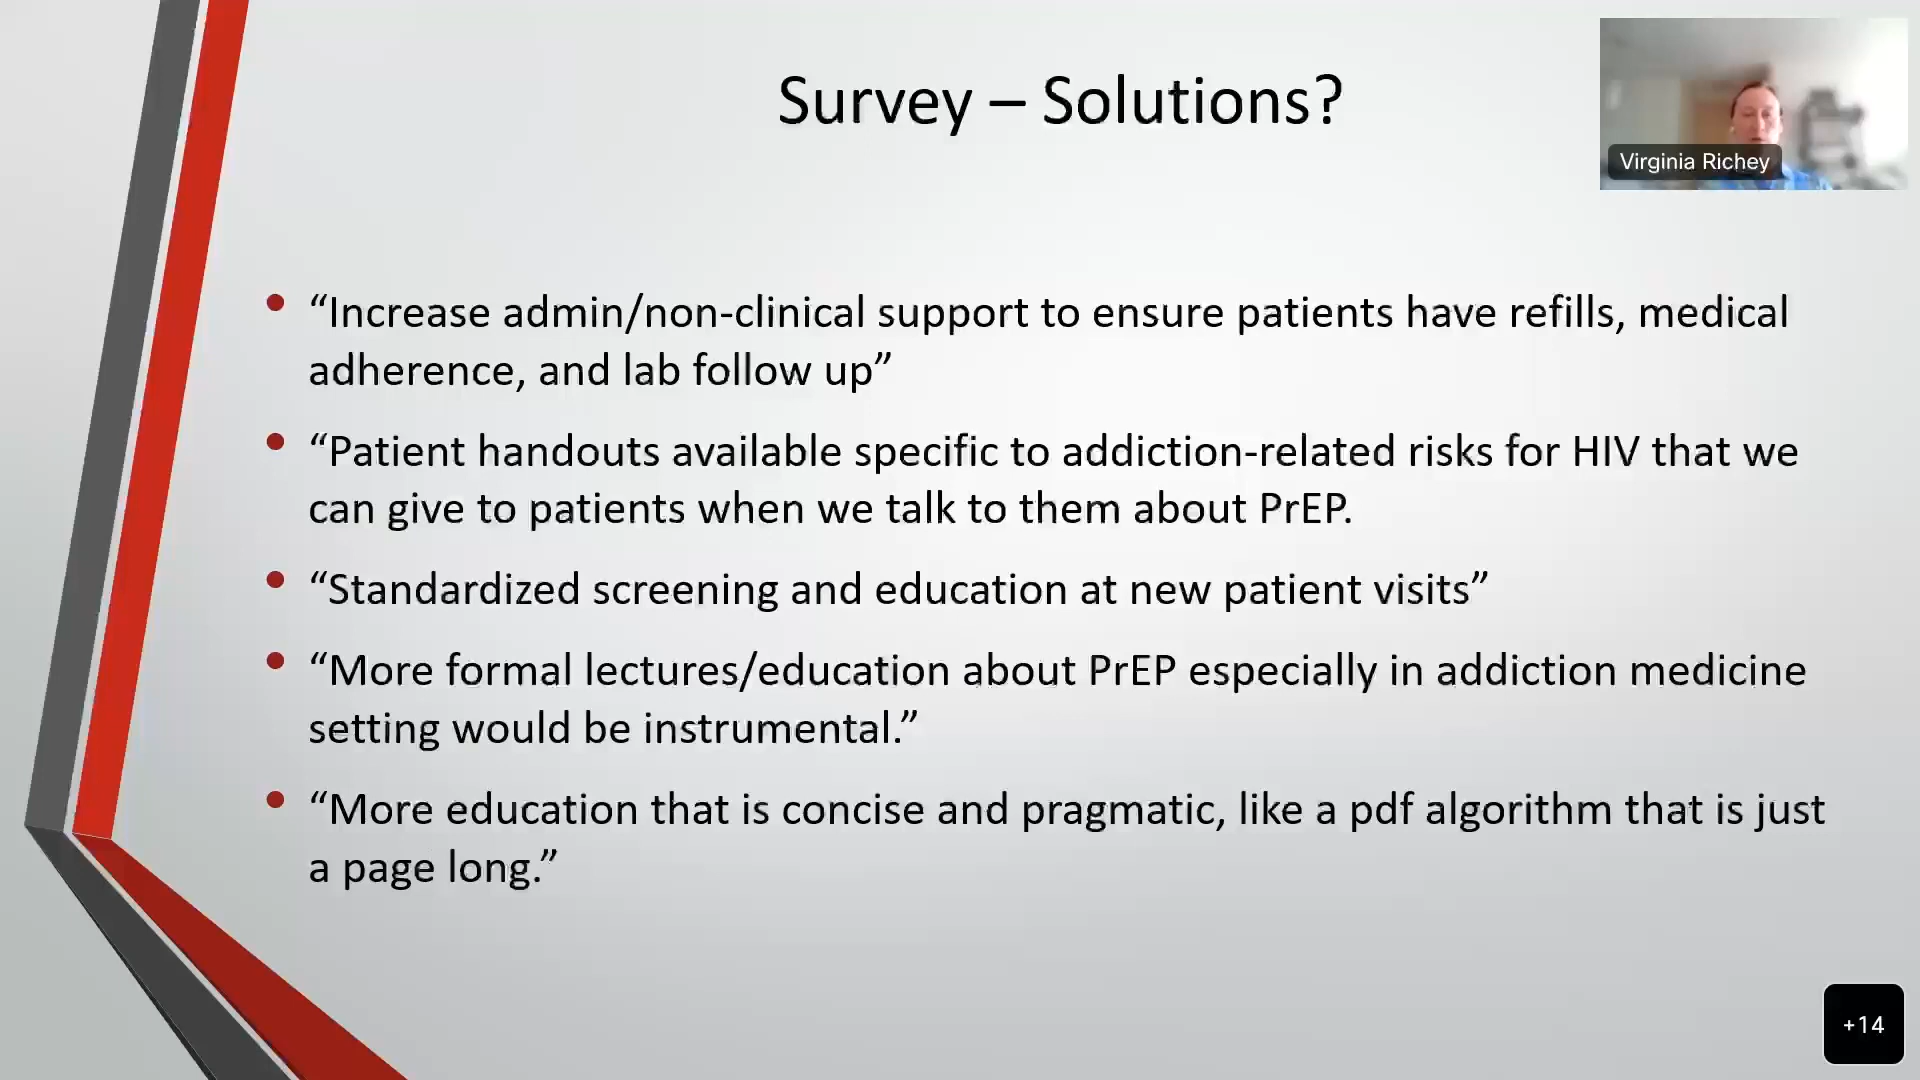 Survey – Solutions?
Virginia Richey
• “Increase admin/non-clinical support to ensure patients have refills, medical
adherence, and lab follow up”
• “Patient handouts available specific to addiction-related risks for HIV that we
can give to patients when we talk to them about PrEP.
• “Standardized screening and education at new patient visits”
• “More formal lectures/education about PrEP especially in addiction medicine
setting would be instrumental.”
• “More education that is concise and pragmatic, like a pdf algorithm that is just
a page long.”
+14